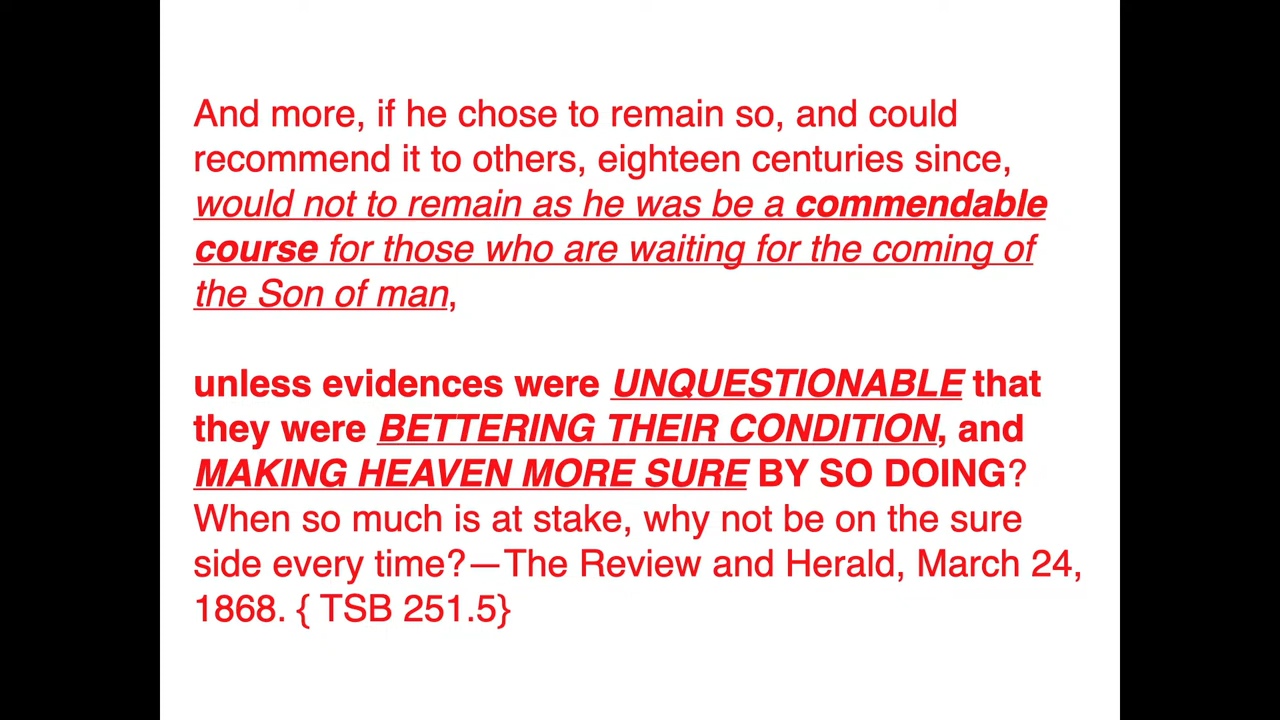 And more, if he chose to remain so, and could
recommend it to others, eighteen centuries since,
would not to remain as he was be a commendable
course for those who are waiting for the coming of
the Son of man,
unless evidences were UNQUESTIONABLE that
they were BETTERING THEIR CONDITION, and
MAKING HEAVEN MORE SURE BY SO DOING?
When so much is at stake, why not be on the sure
side every time?—The Review and Herald, March 24,
1868. { TSB 251.5}